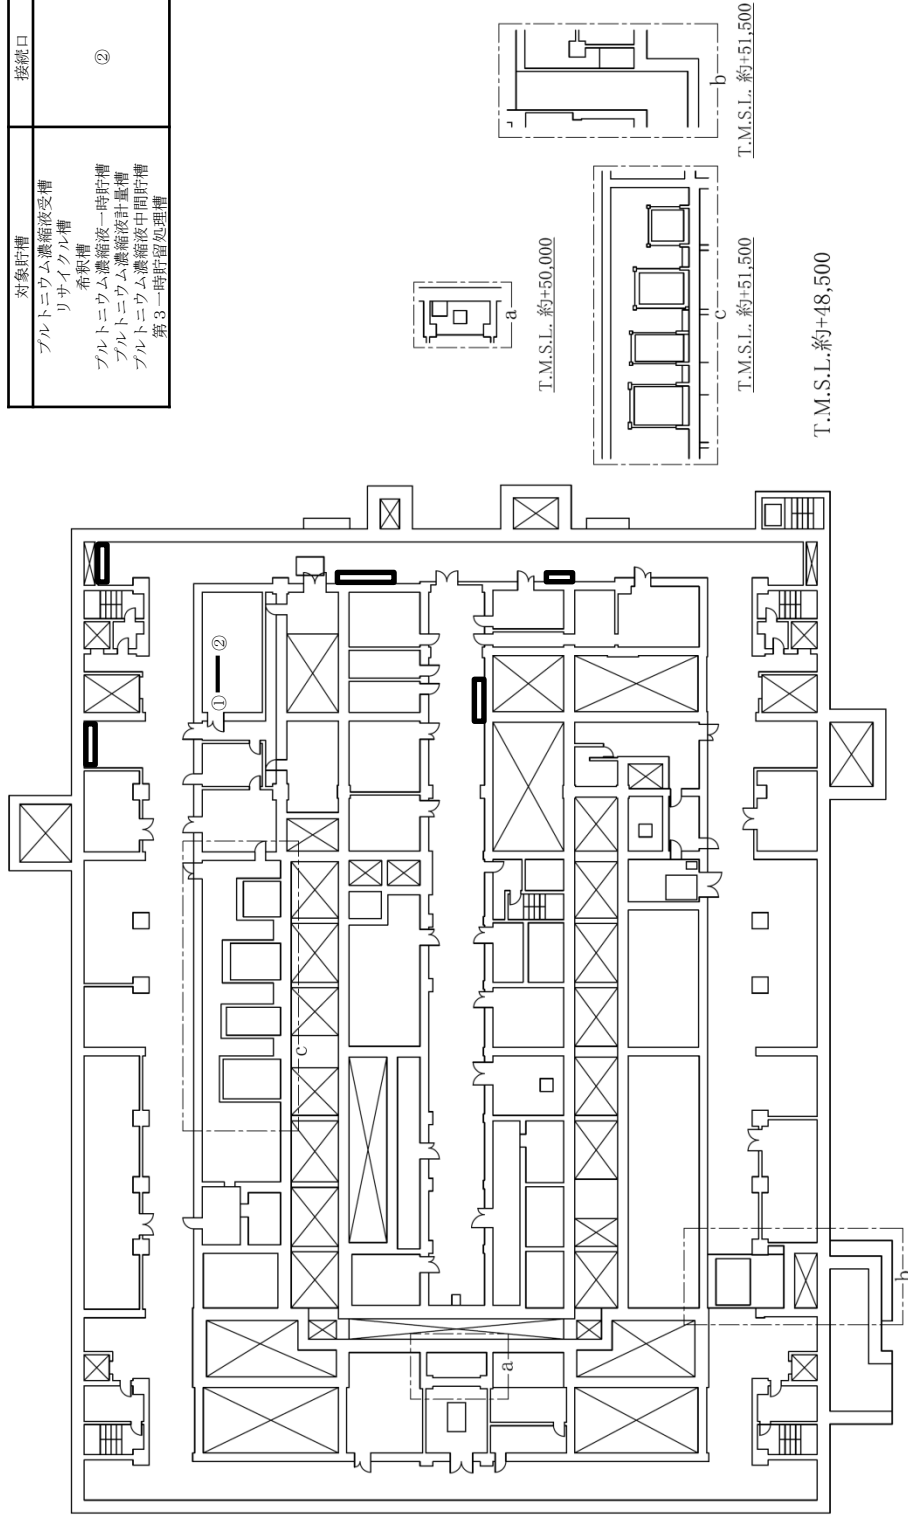 対象貯槽
接続口
プルトニウム濃縮液受槽
リサイクル槽
希釈槽
プルトニウム濃縮液一時貯槽
プルトニウム濃縮液計量槽
プルトニウム濃縮液中間貯槽
第3一時貯留処理槽
②
b
T.M.S.L. 約+51,500
a
T.M.S.L. 約+50,000
c
T.M.S.L. 約+51,500
T.M.S.L.約+48,500
① ②
c
a
b